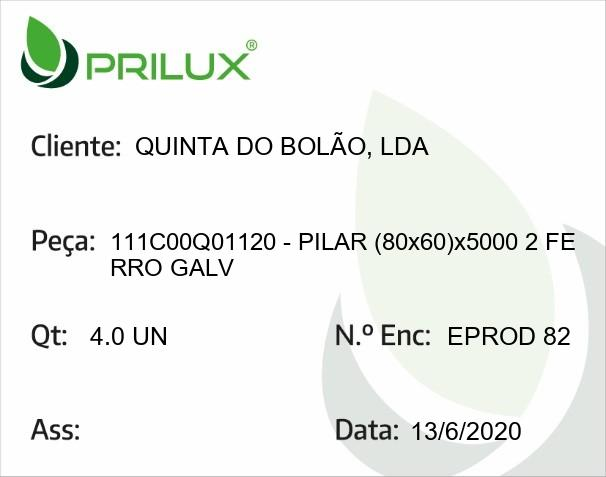 PRILUX®
Cliente: QUINTA DO BOLÃO, LDA
Peça: 111C00Q01120 - PILAR (80x60)x5000 2 FE
RRO GALV
Qt: 4.0 UN N.º Enc: EPROD 82
Ass: Data: 13/6/2020